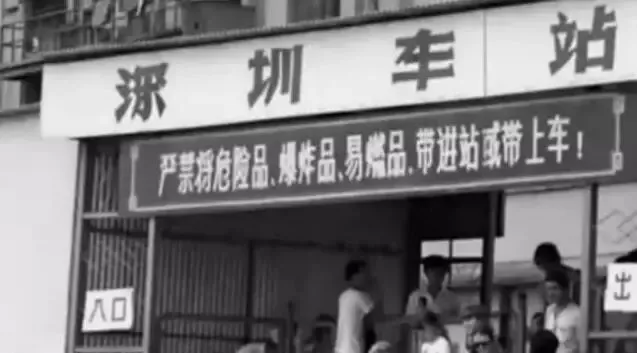 深圳车站
严禁将危险品、爆炸品、易燃品、带进站或带上车！
入口
出